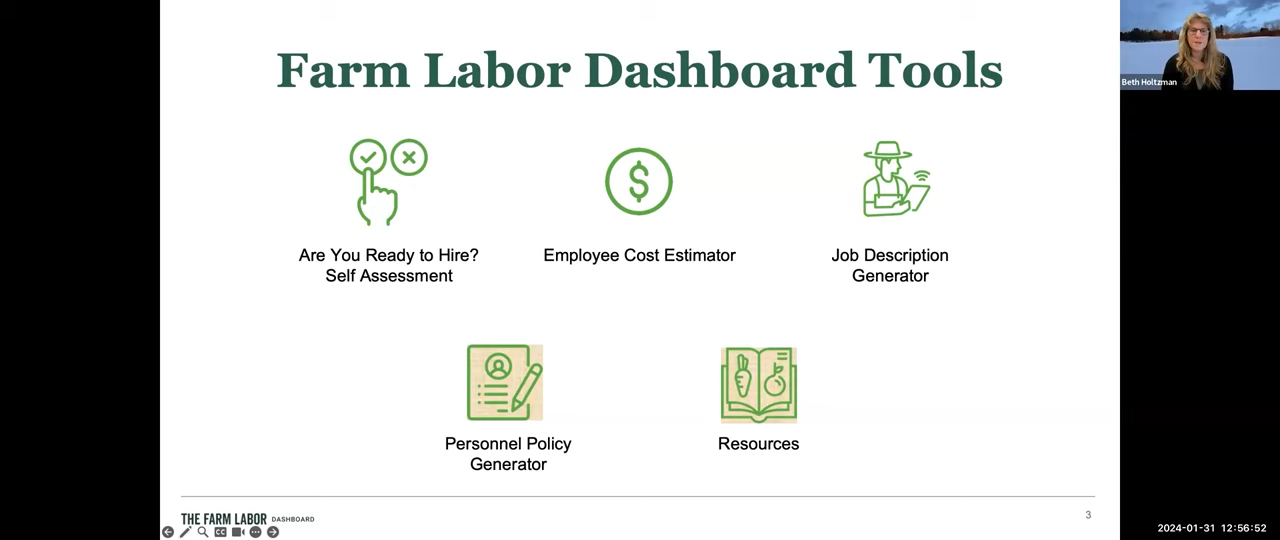 Farm Labor Dashboard Tools
Beth Holtzman
Are You Ready to Hire?
Self Assessment
Employee Cost Estimator
Job Description
Generator
Personnel Policy
Generator
Resources
THE FARM LABOR DASHBOARD
3
CC
2024-01-31 12:56:52